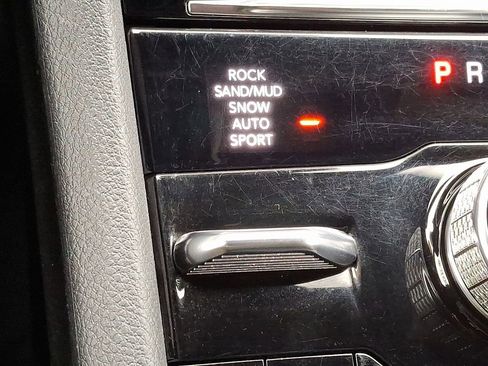 ROCK
SAND/MUD
SNOW
AUTO
SPORT
P R